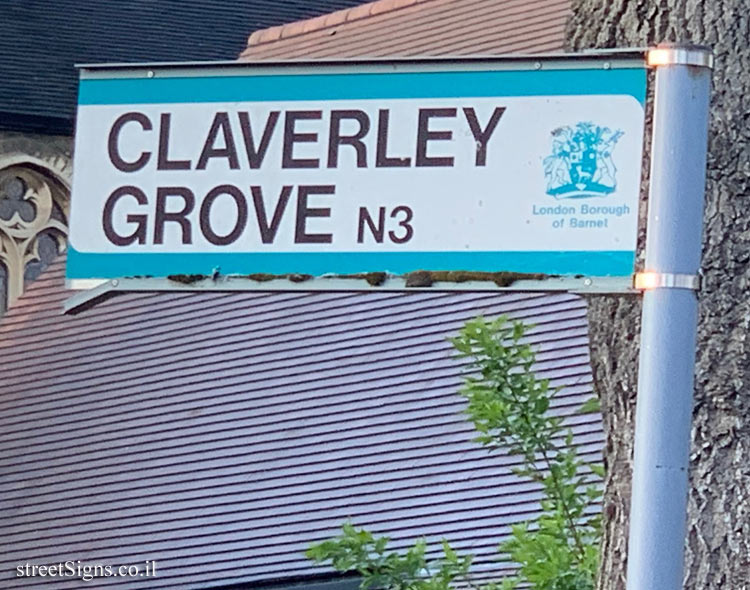 CLAVERLEY
GROVE N3
London Borough
of Barnet
streetSigns.co.il